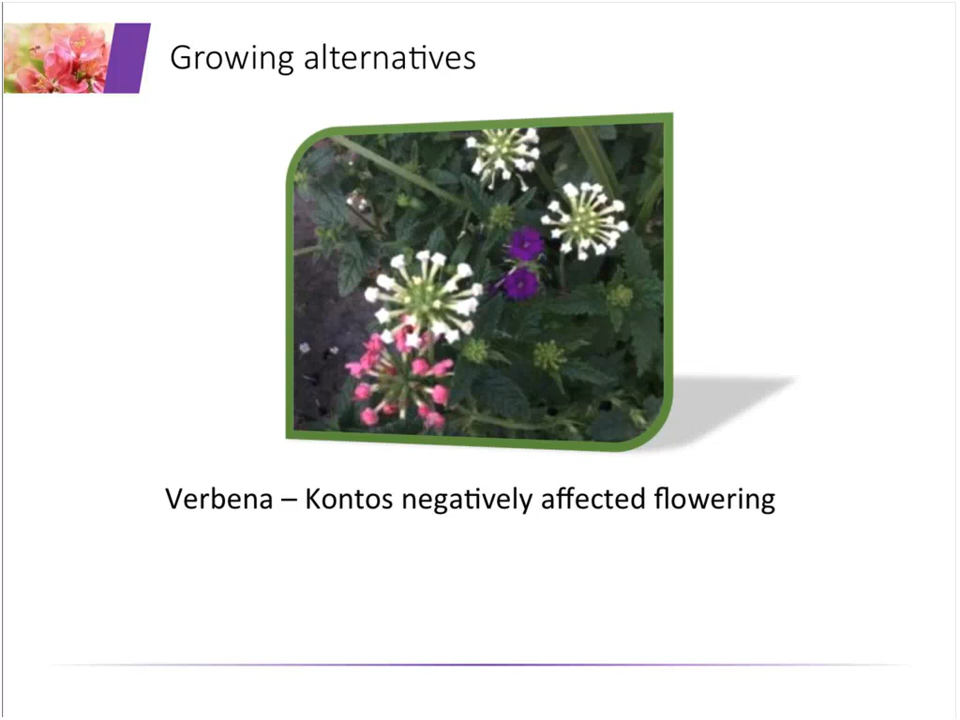 Growing alternatives
Verbena – Kontos negatively affected flowering